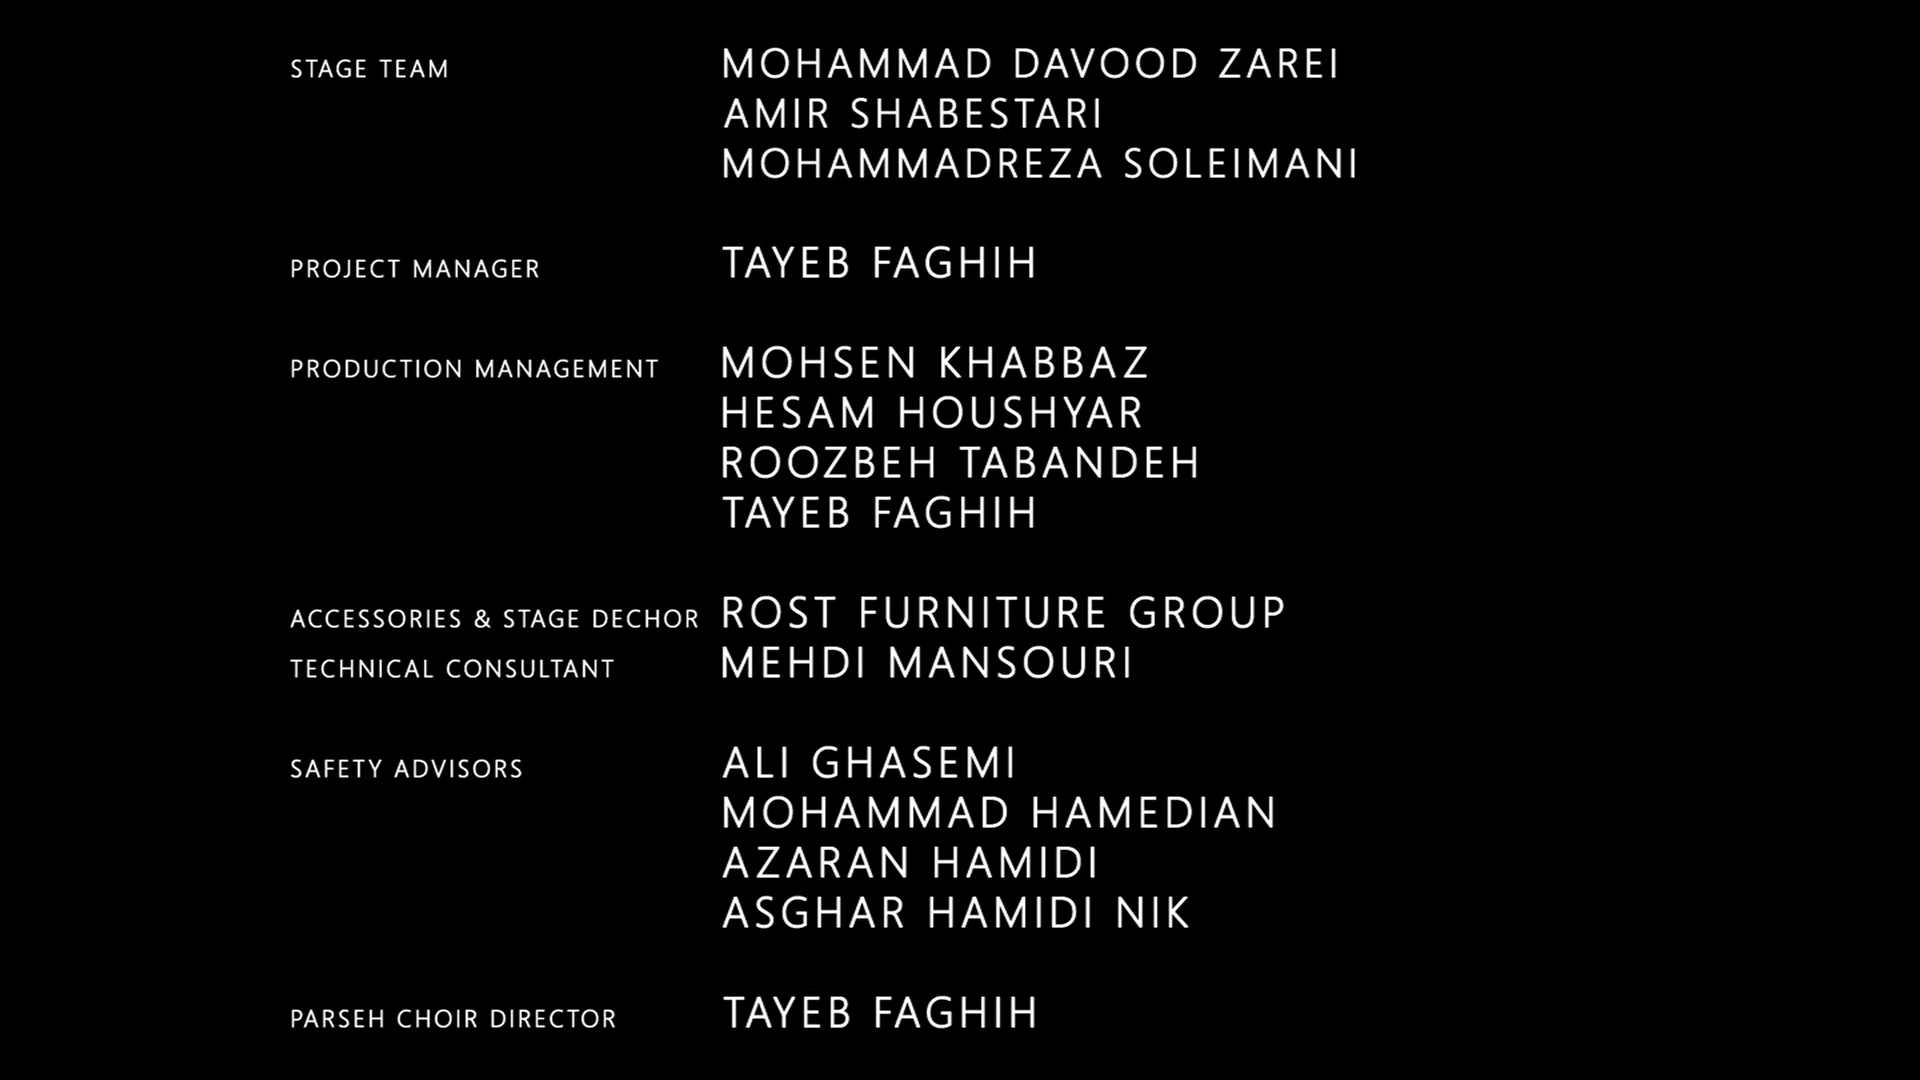 STAGE TEAM MOHAMMAD DAVOOD ZAREI
AMIR SHABESTARI
MOHAMMADREZA SOLEIMANI
PROJECT MANAGER TAYEB FAGHIH
PRODUCTION MANAGEMENT MOHSEN KHABBAZ
HESAM HOUSHYAR
ROOZBEH TABANDEH
TAYEB FAGHIH
ACCESSORIES & STAGE DECHOR ROST FURNITURE GROUP
TECHNICAL CONSULTANT MEHDI MANSOURI
SAFETY ADVISORS ALI GHASEMI
MOHAMMAD HAMEDIAN
AZARAN HAMIDI
ASGHAR HAMIDI NIK
PARSEH CHOIR DIRECTOR TAYEB FAGHIH